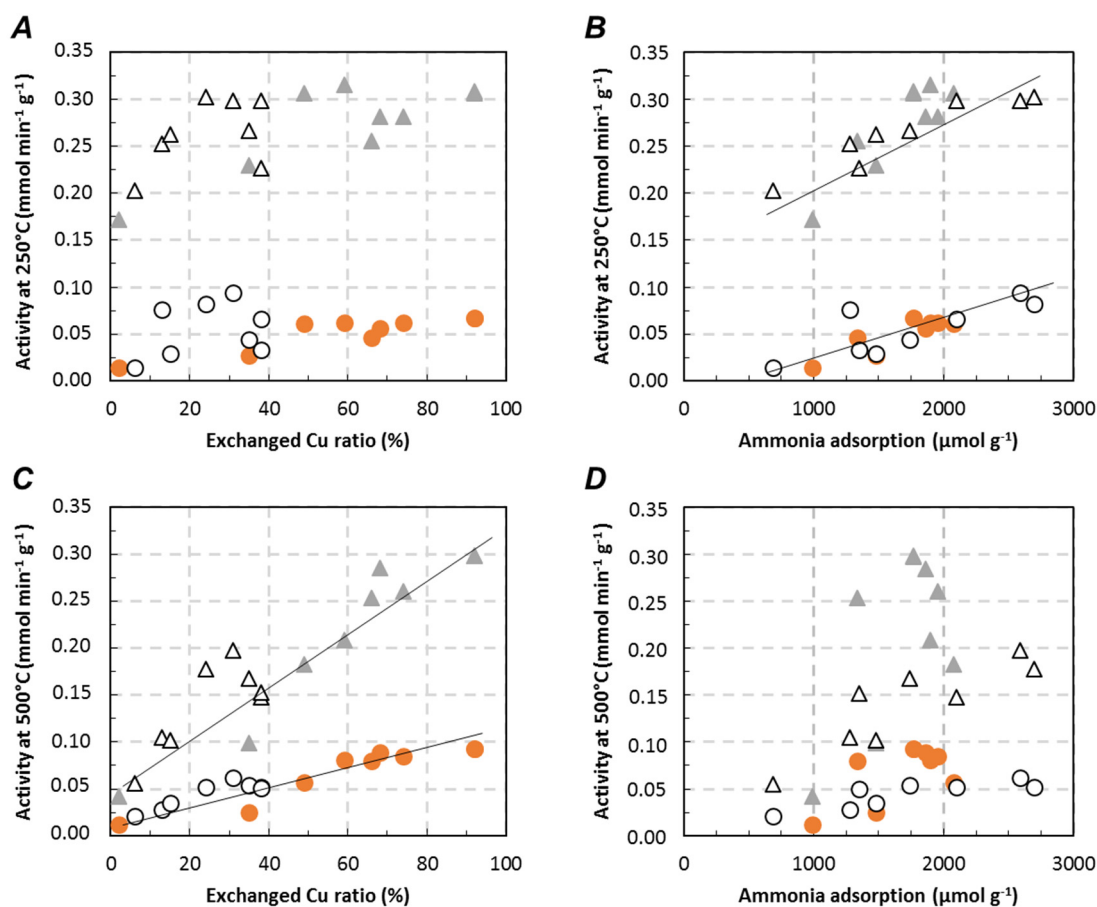 A
Activity at 250°C (mmol min⁻¹ g⁻¹)
0.35
0.30
0.25
0.20
0.15
0.10
0.05
0.00
0 20 40 60 80 100
Exchanged Cu ratio (%)
B
Activity at 250°C (mmol min⁻¹ g⁻¹)
0.35
0.30
0.25
0.20
0.15
0.10
0.05
0.00
0 1000 2000 3000
Ammonia adsorption (μmol g⁻¹)
C
Activity at 500°C (mmol min⁻¹ g⁻¹)
0.35
0.30
0.25
0.20
0.15
0.10
0.05
0.00
0 20 40 60 80 100
Exchanged Cu ratio (%)
D
Activity at 500°C (mmol min⁻¹ g⁻¹)
0.35
0.30
0.25
0.20
0.15
0.10
0.05
0.00
0 1000 2000 3000
Ammonia adsorption (μmol g⁻¹)